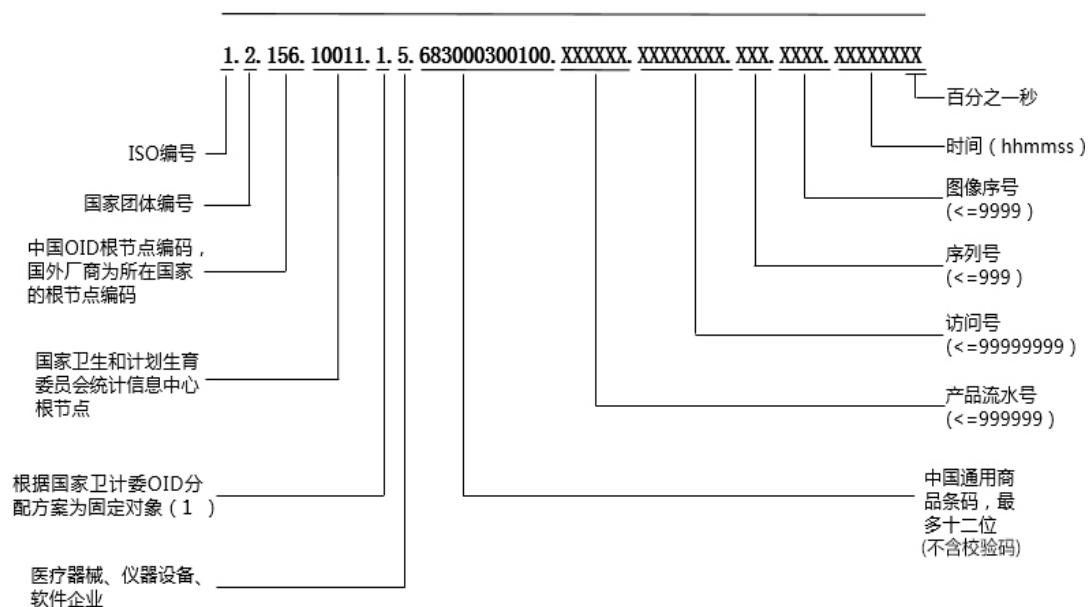 1.2.156.10011.1.5.683000300100.XXXXXX.XXXXXXXX.XXX.XXXX.XXXXXXXX
百分之一秒
时间（hhmmss）
ISO编号
图像序号
(<=9999）
国家团体编号
中国OID根节点编码，
国外厂商为所在国家
的根节点编码
序列号
(<=999）
访问号
(<=99999999）
国家卫生和计划生育
委员会统计信息中心
根节点
产品流水号
(<=999999）
根据国家卫计委OID分
配方案为固定对象（1 ）
中国通用商
品条码，最
多十二位
(不含校验码)
医疗器械、仪器设备、
软件企业